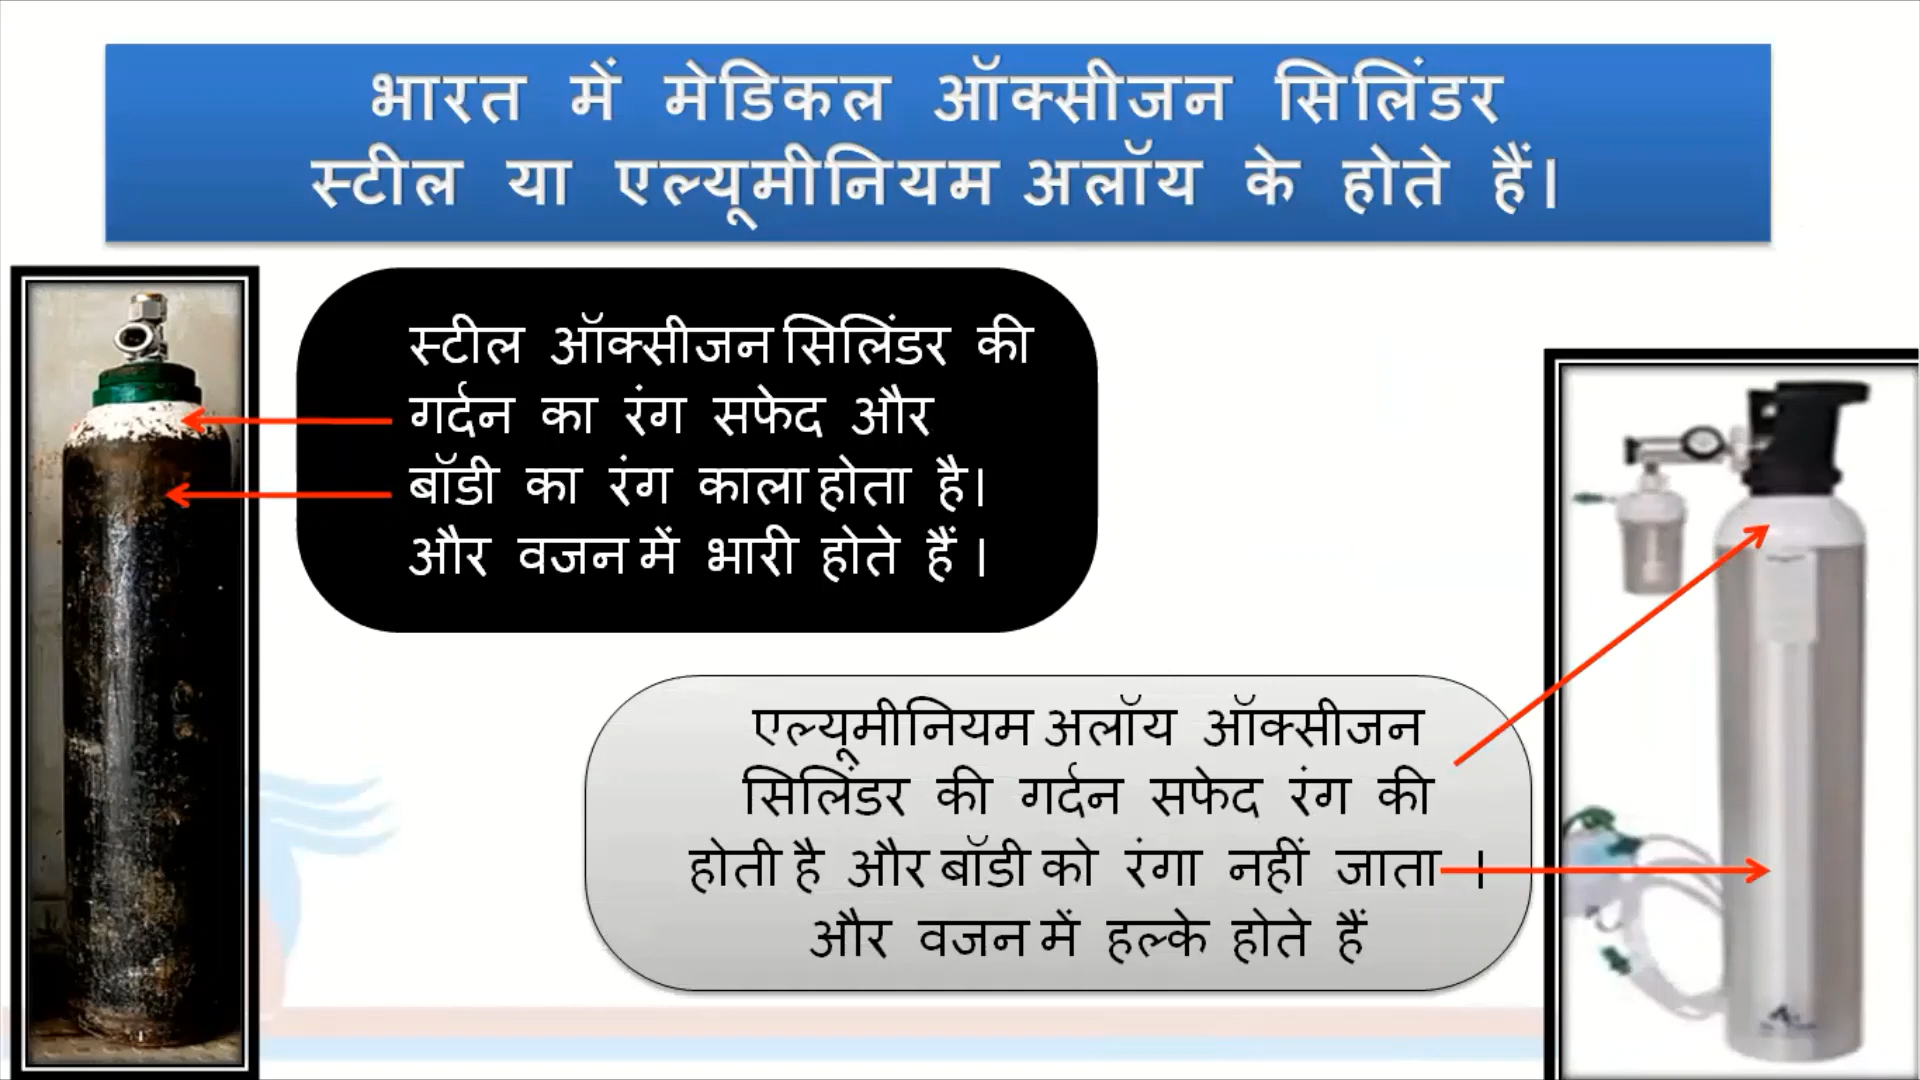 भारत में मेडिकल ऑक्सीजन सिलिंडर
स्टील या एल्यूमीनियम अलॉय के होते हैं।
स्टील ऑक्सीजन सिलिंडर की
गर्दन का रंग सफेद और
बॉडी का रंग काला होता है।
और वजन में भारी होते हैं ।
एल्यूमीनियम अलॉय ऑक्सीजन
सिलिंडर की गर्दन सफेद रंग की
होती है और बॉडी को रंगा नहीं जाता ।
और वजन में हल्के होते हैं